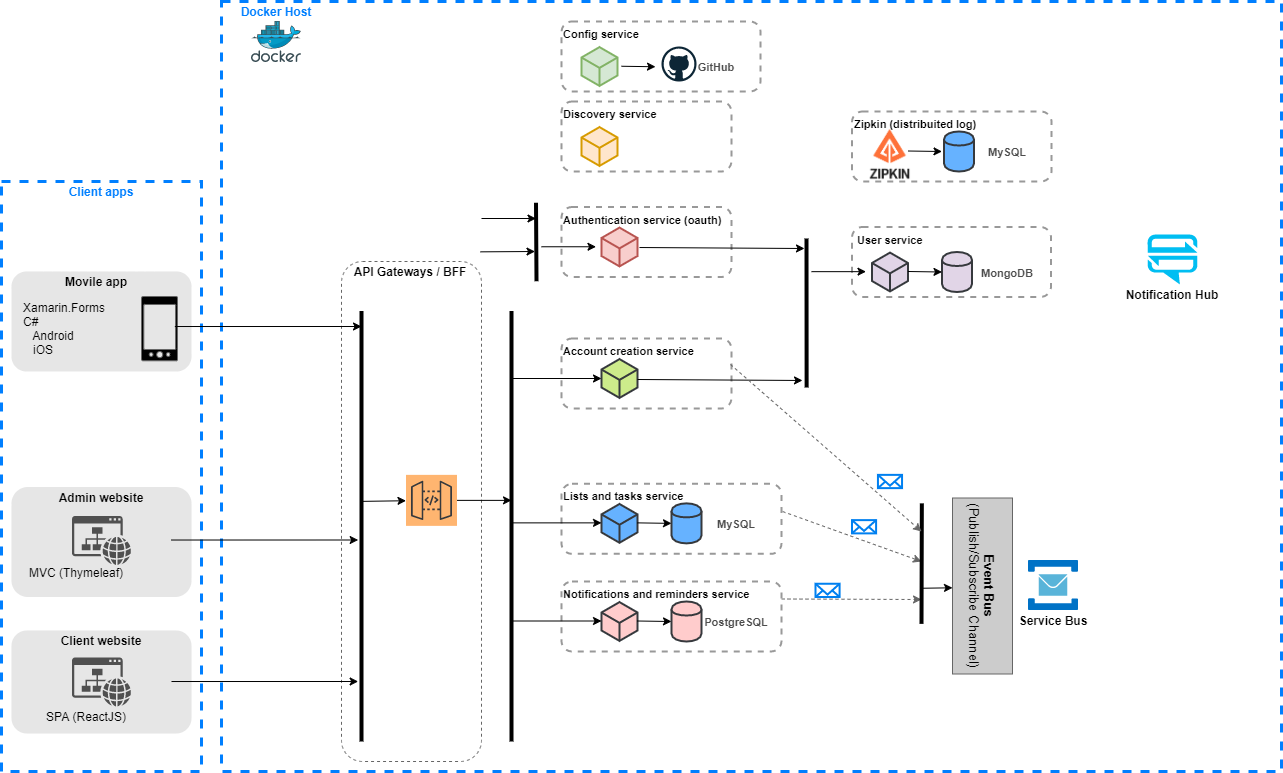 Docker Host
docker
Config service
GitHub
Discovery service
Zipkin (distribuited log)
ZIPKIN
MySQL
Client apps
Authentication service (oauth)
User service
MongoDB
Notification Hub
API Gateways / BFF
Movile app
Xamarin.Forms
C#
Android
iOS
Account creation service
Admin website
MVC (Thymeleaf)
Lists and tasks service
MySQL
Event Bus
(Publish/Subscribe Channel)
Service Bus
Notifications and reminders service
PostgreSQL
Client website
SPA (ReactJS)